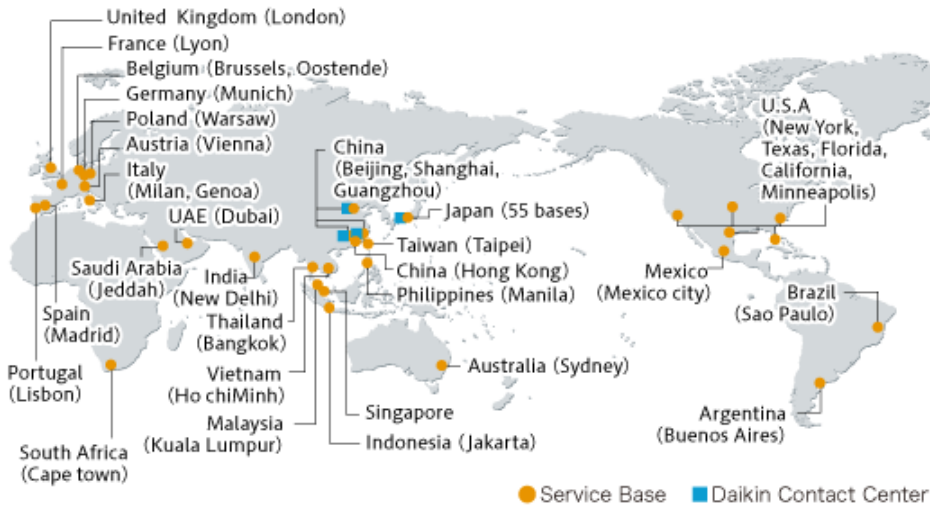 United Kingdom (London)
France (Lyon)
Belgium (Brussels, Oostende)
Germany (Munich)
Poland (Warsaw)
Austria (Vienna)
Italy
(Milan, Genoa)
UAE (Dubai)
Saudi Arabia
(Jeddah)
Spain
(Madrid)
Portugal
(Lisbon)
South Africa
(Cape town)
India
(New Delhi)
Thailand
(Bangkok)
Vietnam
(Ho chiMinh)
Malaysia
(Kuala Lumpur)
China
(Beijing, Shanghai,
Guangzhou)
Japan (55 bases)
Taiwan (Taipei)
China (Hong Kong)
Philippines (Manila)
Australia (Sydney)
Singapore
Indonesia (Jakarta)
U.S.A
(New York,
Texas, Florida,
California,
Minneapolis)
Mexico
(Mexico city)
Brazil
(Sao Paulo)
Argentina
(Buenos Aires)
Service Base
Daikin Contact Center